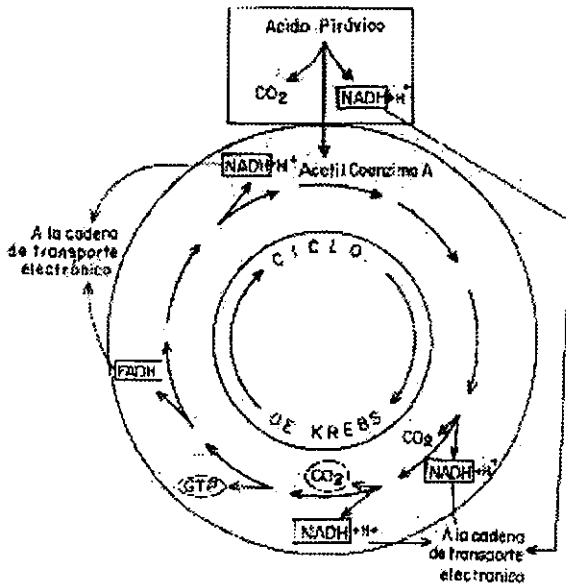 Acido Pirúvico
CO2
NADH+H+
NADH+H+
Acetil Coenzima A
A la cadena
de transporte
electrónico
CICLO
DE KREBS
FADH
CO2
NADH+H+
CO2
GTP
NADH+H+
A la cadena
de transporte
electronico